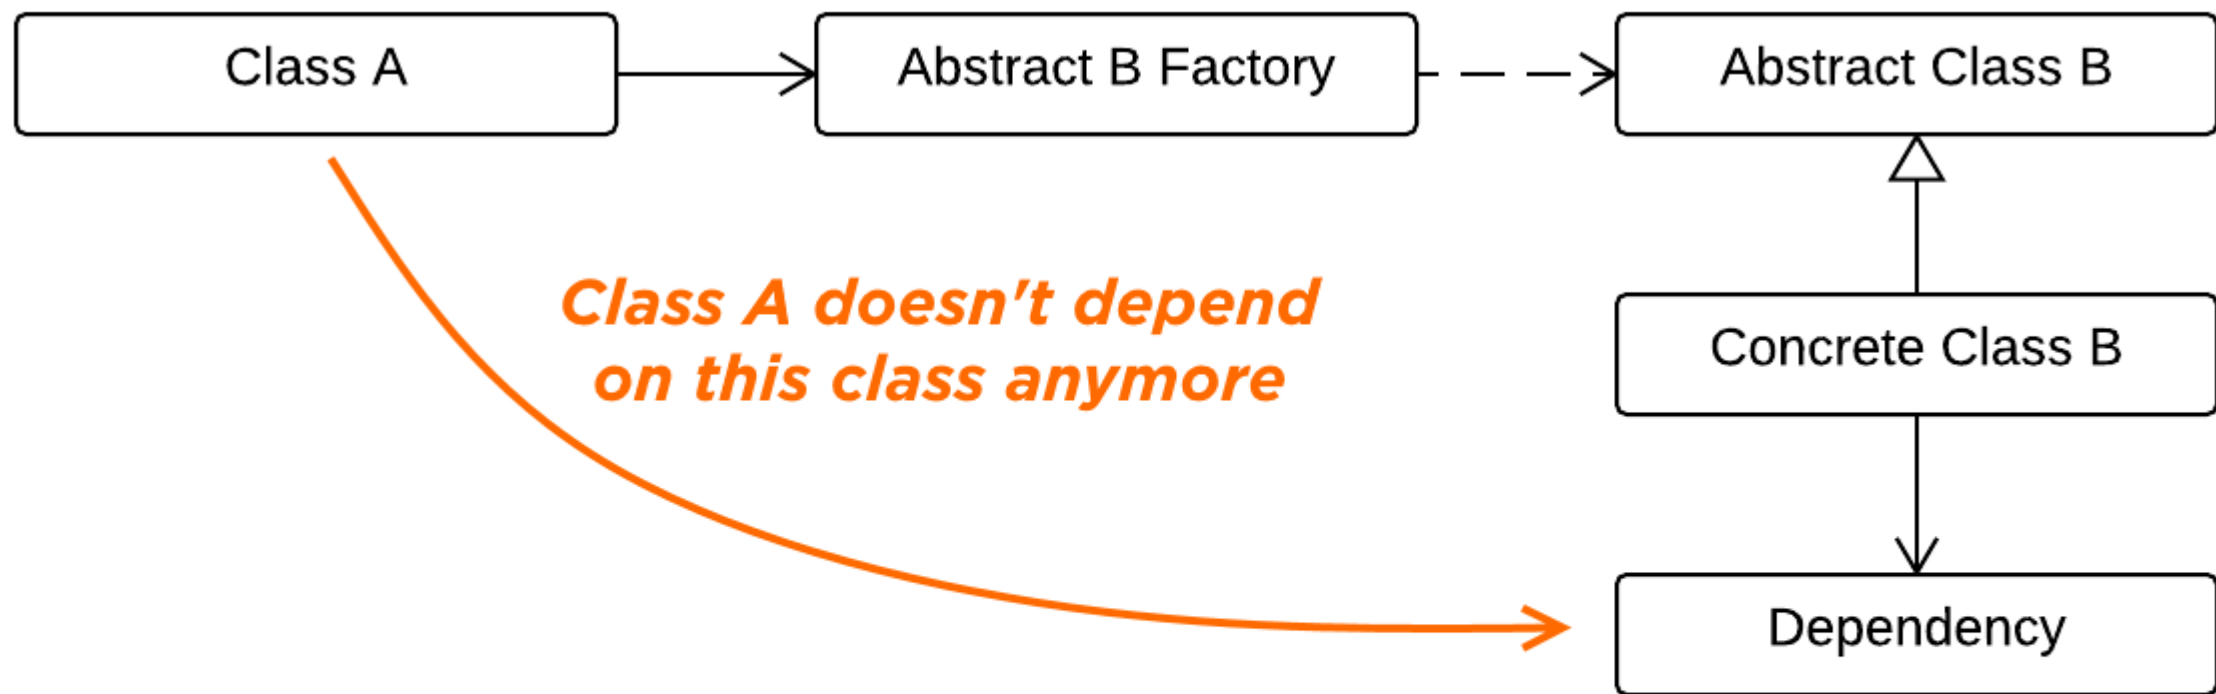 Class A
Abstract B Factory
Abstract Class B
Class A doesn't depend
on this class anymore
Concrete Class B
Dependency